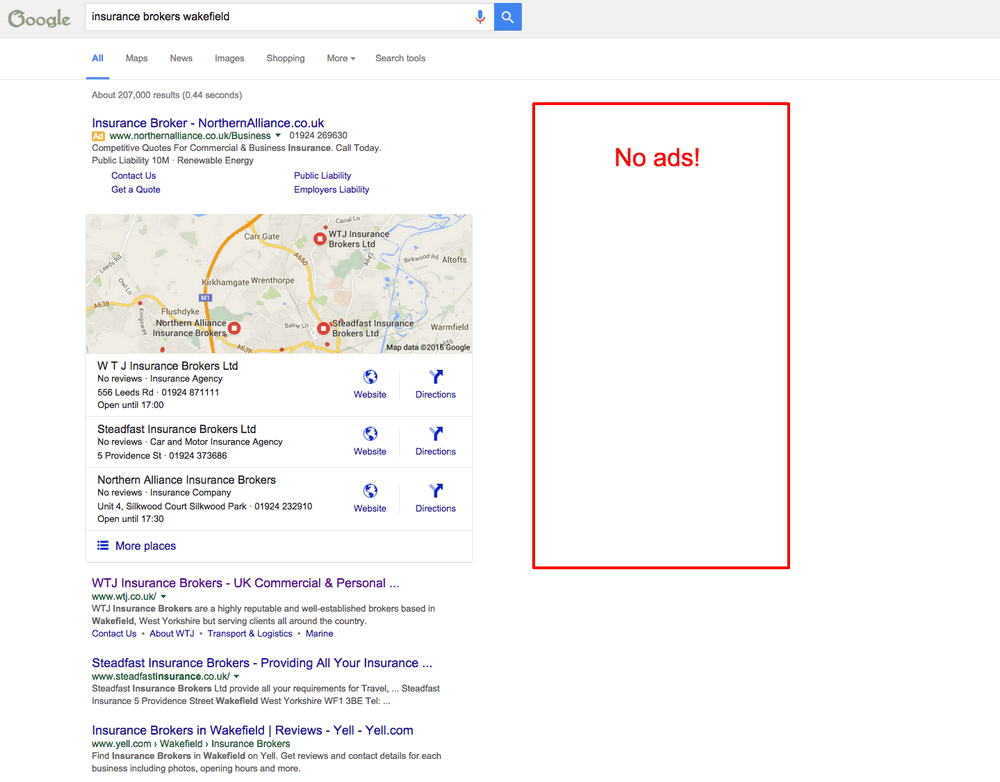 Google
insurance brokers wakefield
All Maps News Images Shopping More Search tools
About 207,000 results (0.44 seconds)
No ads!
Insurance Broker - NorthernAlliance.co.uk
Ad www.northernalliance.co.uk/Business 01924 269630
Competitive Quotes For Commercial & Business Insurance. Call Today.
Public Liability 10M · Renewable Energy
Contact Us Public Liability
Get a Quote Employers Liability
Canal Ln
Carr Gate
WTJ Insurance
Brokers Ltd
A650
Leeds Rd
Birkwood Rd
Altofts
Owl Ln
Kirkhamgate
Wrenthorpe
M1
A638
Kingsway
Flushdyke
Northern Alliance
Insurance Brokers
Balne Ln
Steadfast Insurance
Brokers Ltd
Warmfield
A642
A655
Map data ©2016 Google
W T J Insurance Brokers Ltd
No reviews · Insurance Agency
556 Leeds Rd · 01924 871111
Open until 17:00
Website Directions
Steadfast Insurance Brokers Ltd
No reviews · Car and Motor Insurance Agency
5 Providence St · 01924 373686
Website Directions
Northern Alliance Insurance Brokers
No reviews · Insurance Company
Unit 4, Silkwood Court Silkwood Park · 01924 232910
Open until 17:30
Website Directions
More places
WTJ Insurance Brokers - UK Commercial & Personal ...
www.wtj.co.uk/
WTJ Insurance Brokers are a highly reputable and well-established brokers based in
Wakefield, West Yorkshire but serving clients all around the country.
Contact Us • About WTJ • Transport & Logistics • Marine
Steadfast Insurance Brokers - Providing All Your Insurance ...
www.steadfastinsurance.co.uk/
Steadfast Insurance Brokers Ltd provide all your requirements for Travel, ... Steadfast
Insurance 5 Providence Street Wakefield West Yorkshire WF1 3BE Tel: ...
Insurance Brokers in Wakefield | Reviews - Yell - Yell.com
www.yell.com › Wakefield › Insurance Brokers
Find Insurance Brokers in Wakefield on Yell. Get reviews and contact details for each
business including photos, opening hours and more.